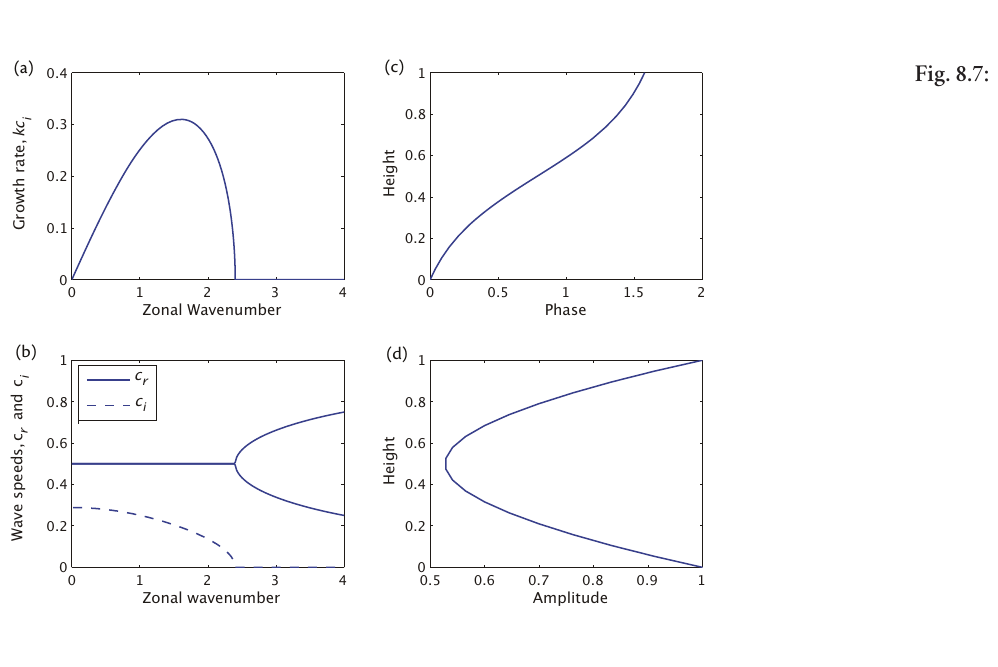 Fig. 8.7:
(a)
Growth rate, kc_i
0.4
0.3
0.2
0.1
0
0 1 2 3 4
Zonal Wavenumber
(c)
Height
1
0.8
0.6
0.4
0.2
0
0 0.5 1 1.5 2
Phase
(b)
Wave speeds, c_r and c_i
1
0.8
0.6
0.4
0.2
0
c_r
c_i
0 1 2 3 4
Zonal wavenumber
(d)
Height
1
0.8
0.6
0.4
0.2
0
0.5 0.6 0.7 0.8 0.9 1
Amplitude